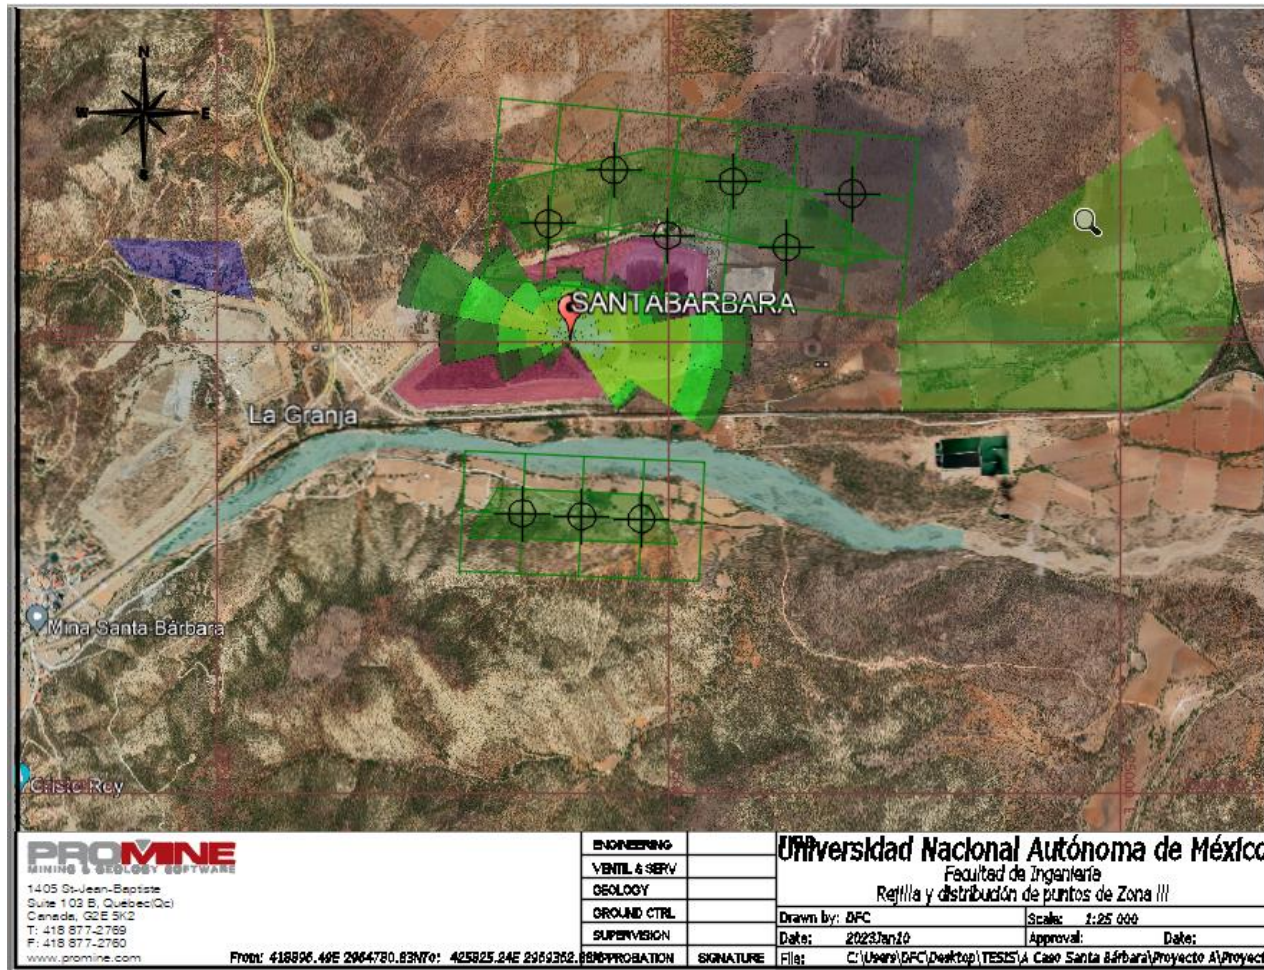 N
W E
S
SANTABARBARA
La Granja
Mina Santa Bárbara
Cristo Rey
PROMINE
MINING & GEOLOGY SOFTWARE
1405 St-Jean-Baptiste
Suite 103 B, Québec(Qc)
Canada, G2E 5K2
T: 418 877-2769
F: 418 877-2760
www.promine.com
ENGINEERING
VENTIL & SERV
GEOLOGY
GROUND CTRL
SUPERVISION
APPROBATION SIGNATURE
Universidad Nacional Autónoma de México
Facultad de Ingeniería
Rejilla y distribución de puntos de Zona III
Drawn by: DFC Scale: 1:25 000
Date: 2023Jan10 Approval: Date:
File: C:\Users\DFC\Desktop\TESIS\A Caso Santa Bárbara\Proyecto A\Proyect
From: 418896.49E 2964780.83N To: 425825.24E